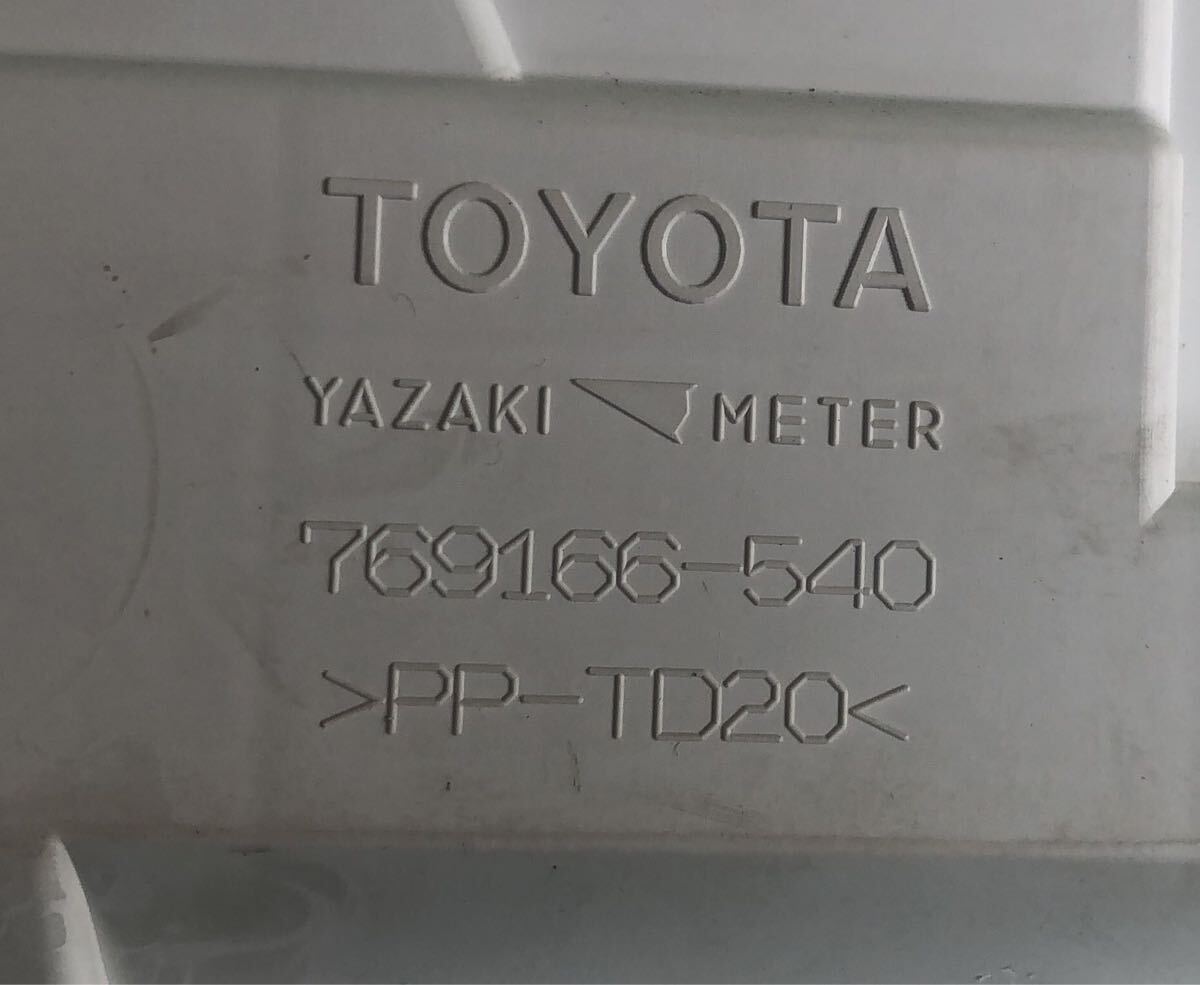 TOYOTA
YAZAKI METER
769166-540
>PP-TD20<